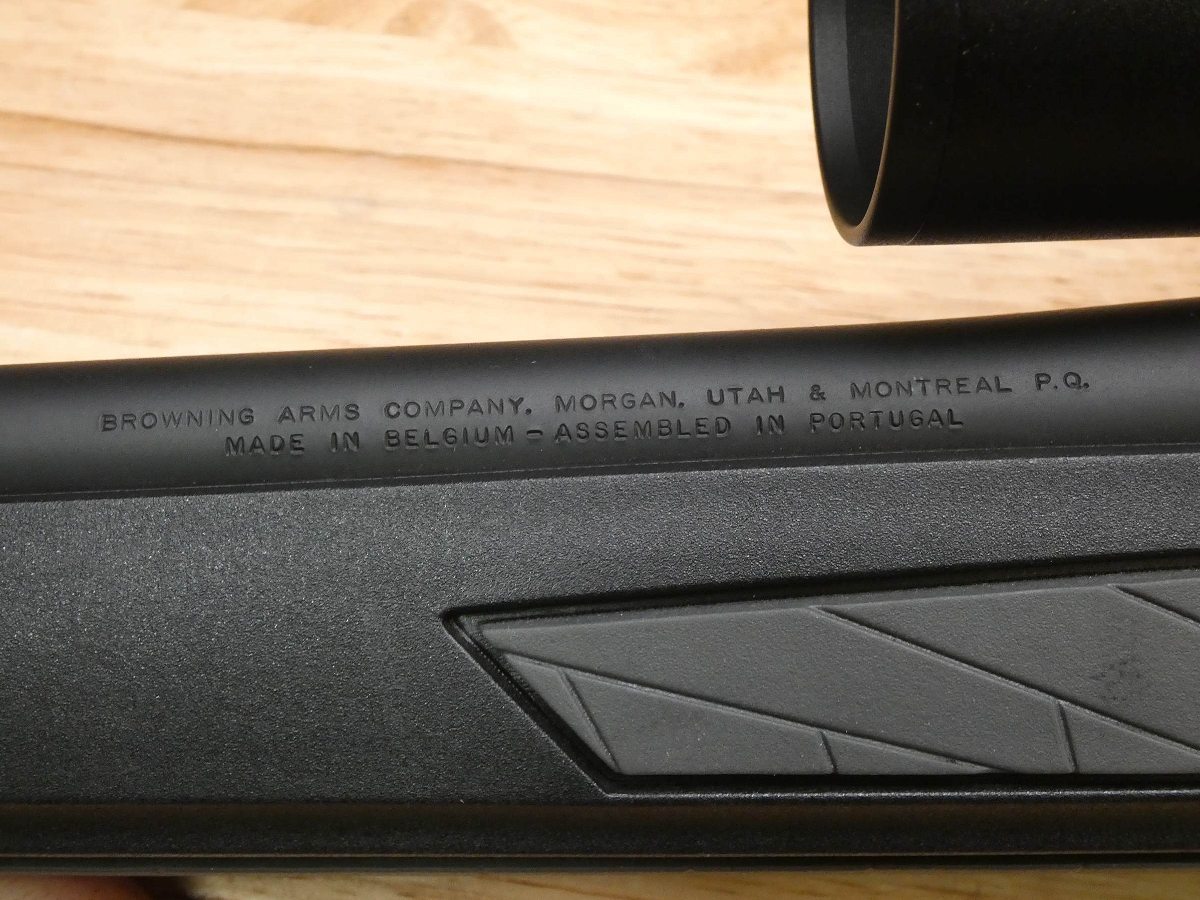 BROWNING ARMS COMPANY, MORGAN, UTAH & MONTREAL P.Q.
MADE IN BELGIUM – ASSEMBLED IN PORTUGAL